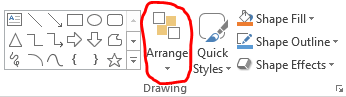 Arrange
Quick
Styles
Shape Fill
Shape Outline
Shape Effects
Drawing